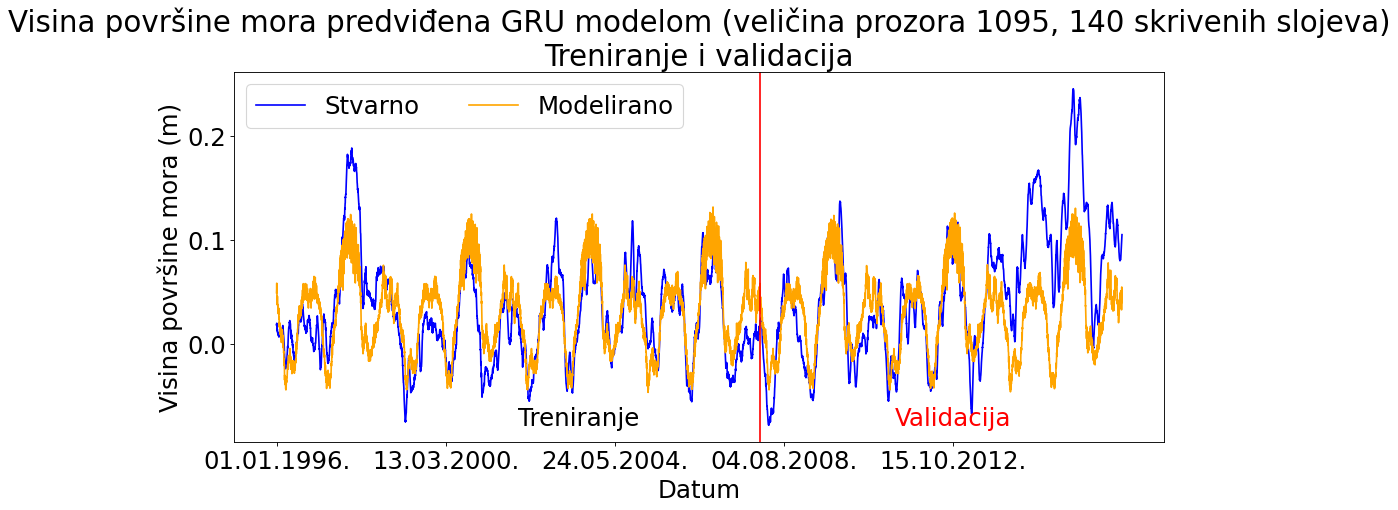 Visina površine mora predviđena GRU modelom (veličina prozora 1095, 140 skrivenih slojeva)
Treniranje i validacija
Stvarno
Modelirano
Visina površine mora (m)
0.2
0.1
0.0
Treniranje
Validacija
01.01.1996.
13.03.2000.
24.05.2004.
04.08.2008.
15.10.2012.
Datum